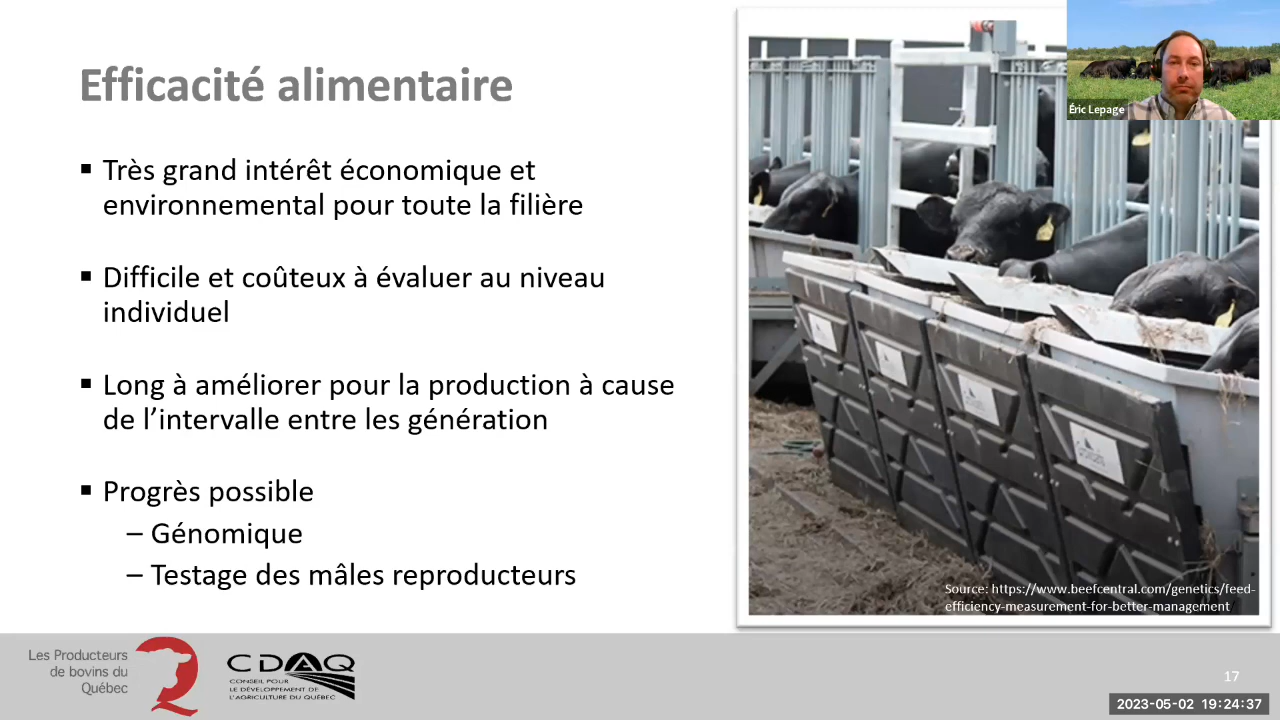 Efficacité alimentaire
▪ Très grand intérêt économique et
environnemental pour toute la filière
▪ Difficile et coûteux à évaluer au niveau
individuel
▪ Long à améliorer pour la production à cause
de l’intervalle entre les génération
▪ Progrès possible
– Génomique
– Testage des mâles reproducteurs
Éric Lepage
Source: https://www.beefcentral.com/genetics/feed-
efficiency-measurement-for-better-management
Les Producteurs
de bovins du
Québec
CDAQ
CONSEIL POUR
LE DÉVELOPPEMENT DE
L'AGRICULTURE DU QUÉBEC
17
2023-05-02 19:24:37